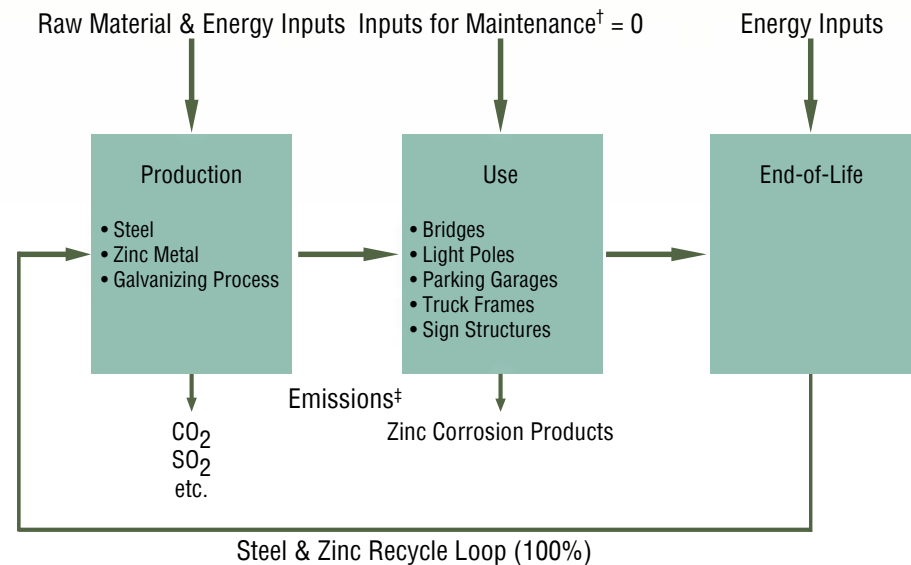 Raw Material & Energy Inputs
Inputs for Maintenance† = 0
Energy Inputs
Production
• Steel
• Zinc Metal
• Galvanizing Process
Use
• Bridges
• Light Poles
• Parking Garages
• Truck Frames
• Sign Structures
End-of-Life
Emissions‡
CO2
SO2
etc.
Zinc Corrosion Products
Steel & Zinc Recycle Loop (100%)